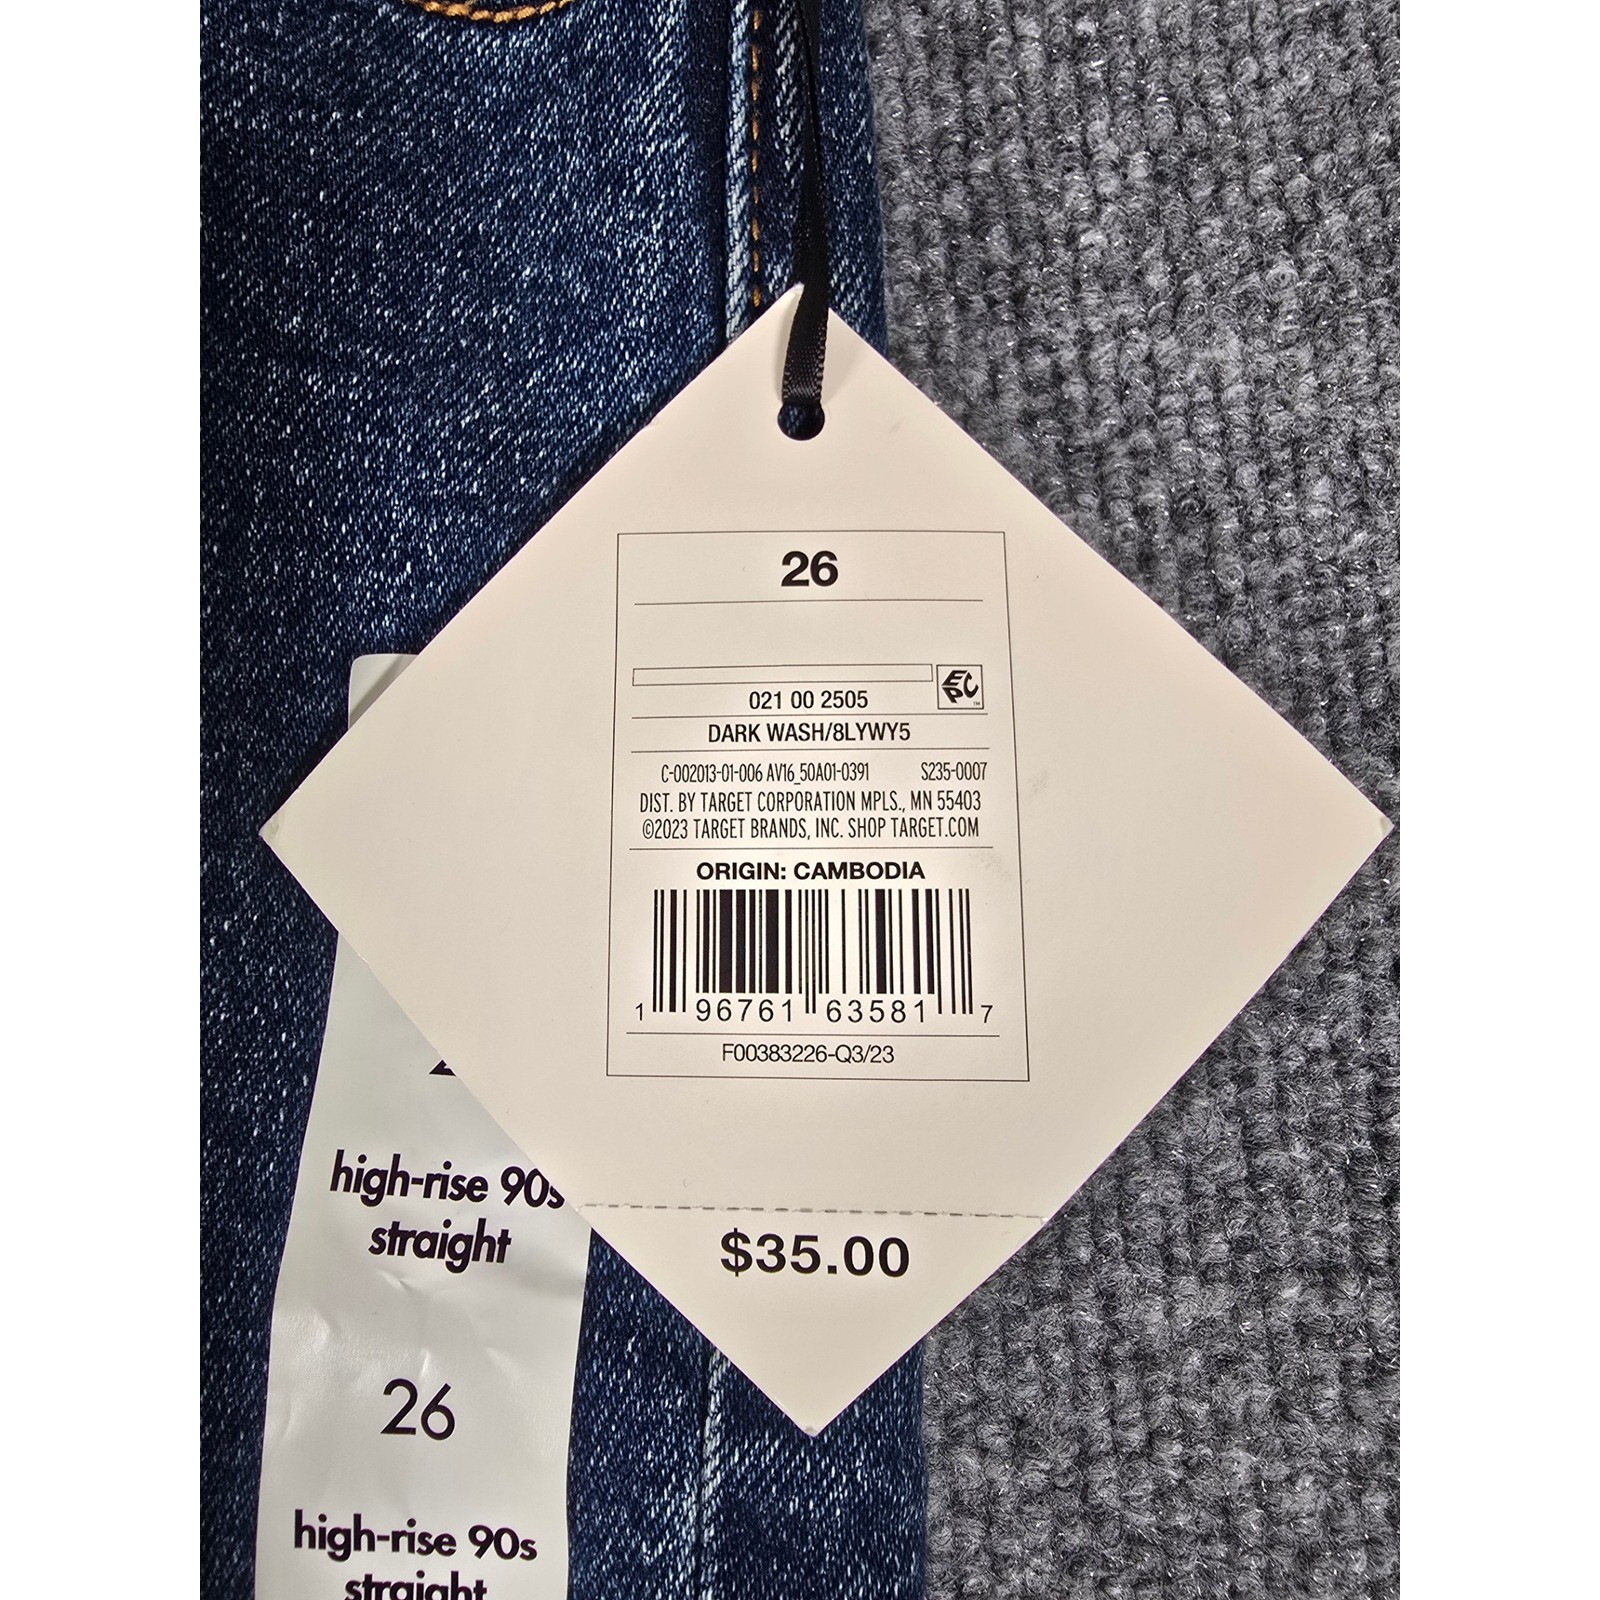 26
EPC
021 00 2505
DARK WASH/8LYWY5
C-002013-01-006 AV16_50A01-0391 S235-0007
DIST. BY TARGET CORPORATION MPLS., MN 55403
©2023 TARGET BRANDS, INC. SHOP TARGET.COM
ORIGIN: CAMBODIA
1 96761 63581 7
F00383226-Q3/23
$35.00
high-rise 90s
straight
26
high-rise 90s
straight